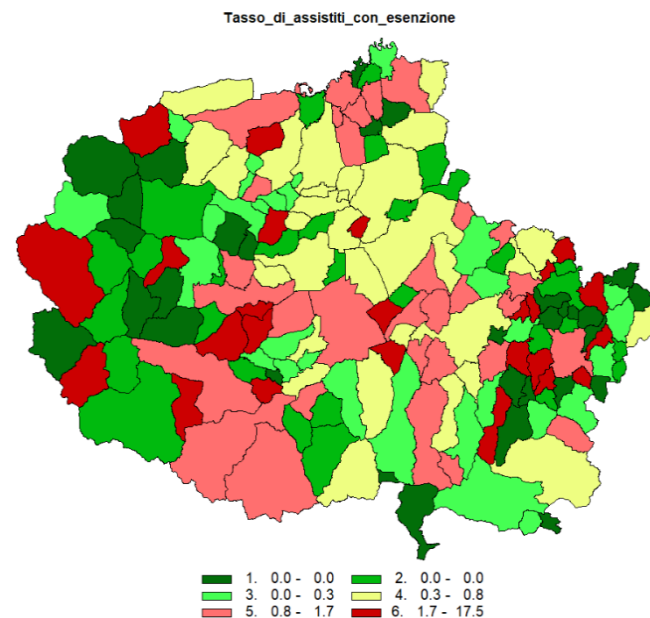 Tasso_di_assistiti_con_esenzione
1. 0.0 - 0.0 2. 0.0 - 0.0
3. 0.0 - 0.3 4. 0.3 - 0.8
5. 0.8 - 1.7 6. 1.7 - 17.5